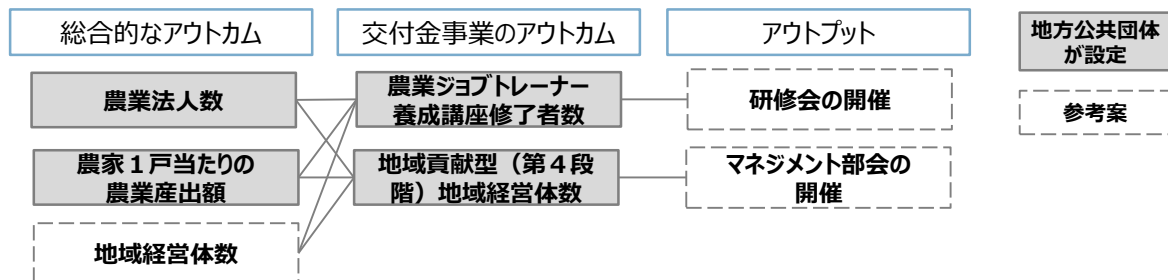 総合的なアウトカム
交付金事業のアウトカム
アウトプット
地方公共団体
が設定
農業法人数
農業ジョブトレーナー
養成講座修了者数
研修会の開催
参考案
農家１戸当たりの
農業産出額
地域貢献型（第４段
階）地域経営体数
マネジメント部会の
開催
地域経営体数